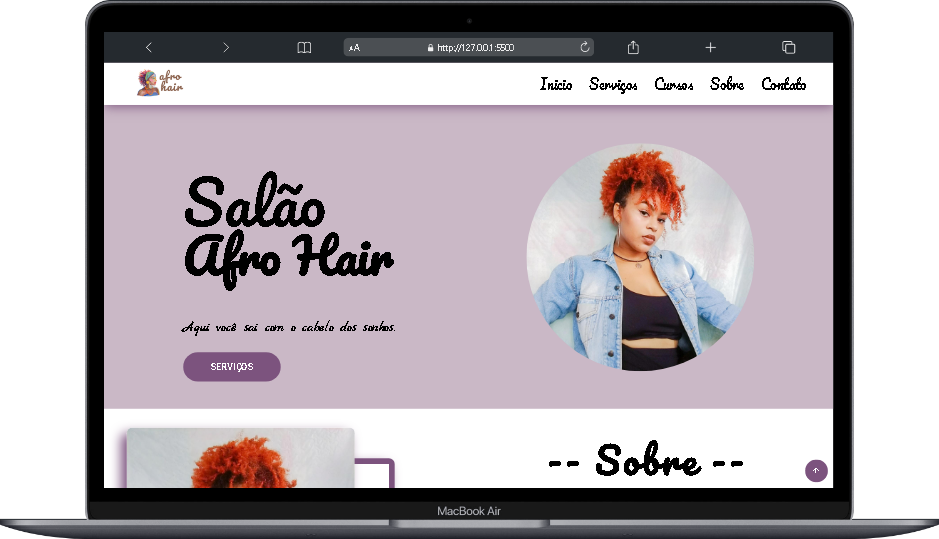 AA http://127.0.0.1:5500
afro
hair
Inicio Serviços Cursos Sobre Contato
Salão
Afro Hair
Aqui você sai com o cabelo dos sonhos.
SERVIÇOS
-- Sobre --
MacBook Air